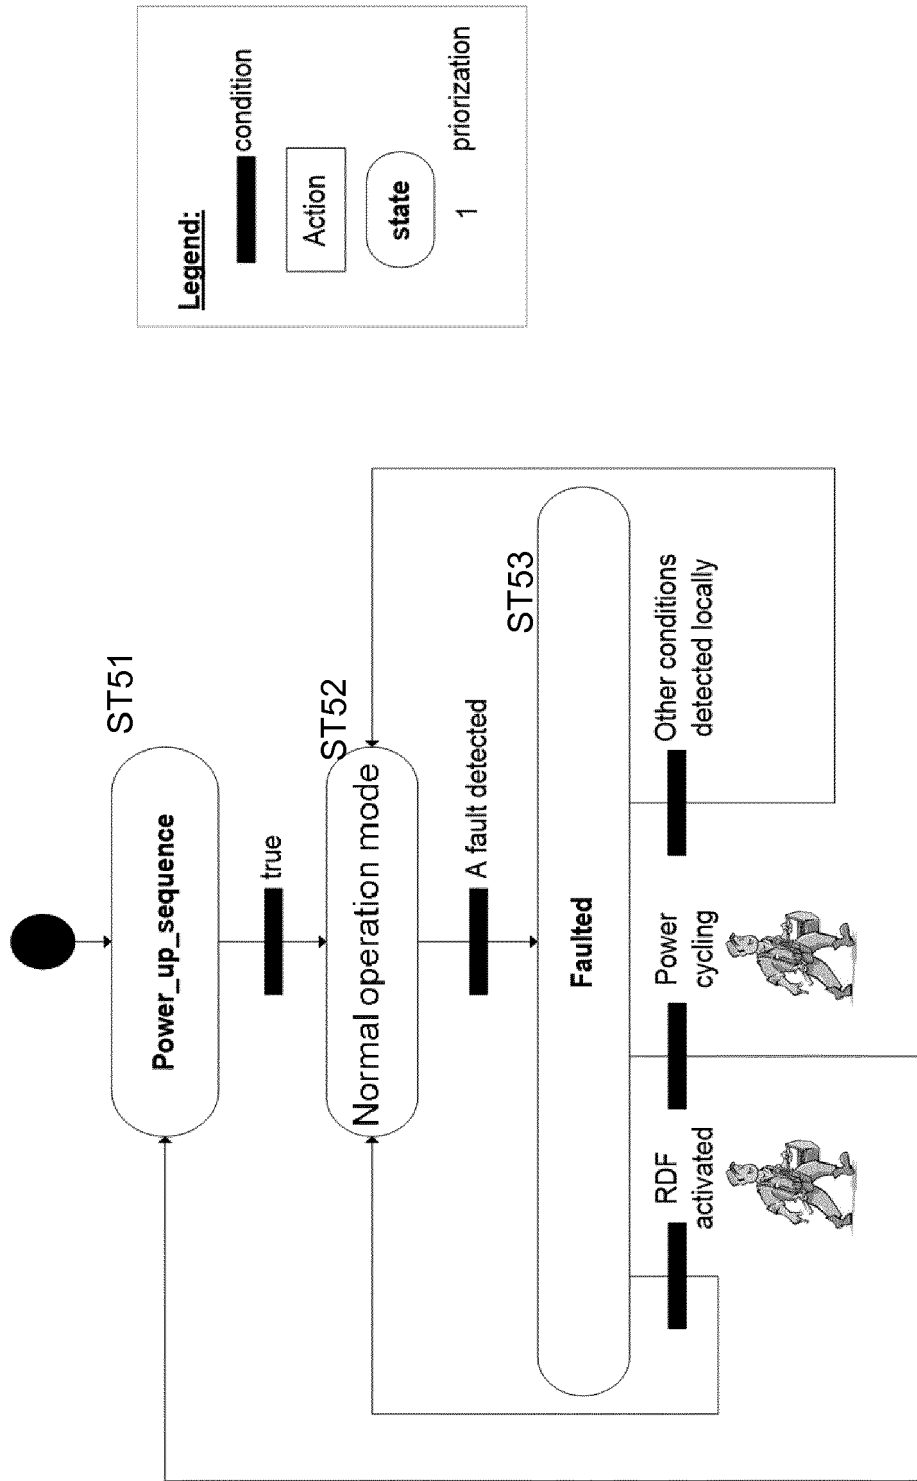 ST51
Power_up_sequence
true
ST52
Normal operation mode
A fault detected
ST53
Faulted
RDF
activated
Power
cycling
Other conditions
detected locally
Legend:
condition
Action
state
1 priorization